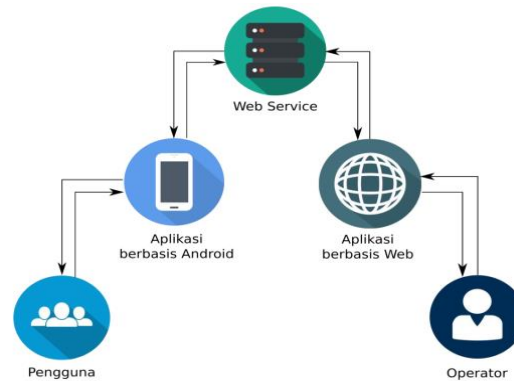 Web Service
Aplikasi
berbasis Android
Aplikasi
berbasis Web
Pengguna
Operator